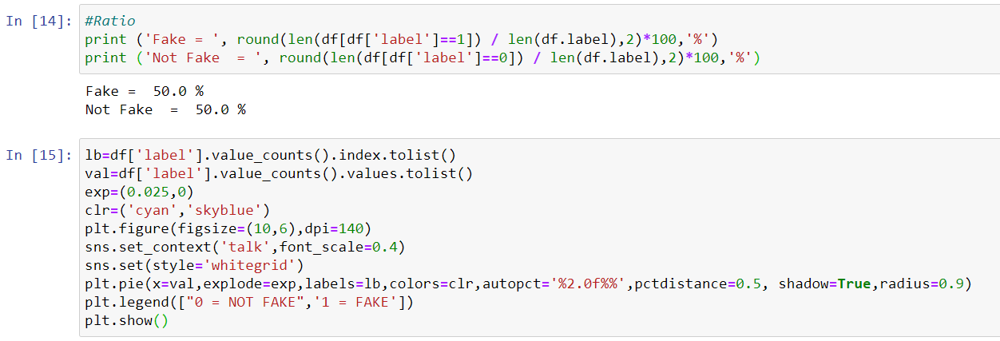 In [14]: #Ratio
print ('Fake = ', round(len(df[df['label']==1]) / len(df.label),2)*100,'%')
print ('Not Fake  = ', round(len(df[df['label']==0]) / len(df.label),2)*100,'%')
Fake =  50.0 %
Not Fake  =  50.0 %
In [15]: lb=df['label'].value_counts().index.tolist()
val=df['label'].value_counts().values.tolist()
exp=(0.025,0)
clr=('cyan','skyblue')
plt.figure(figsize=(10,6),dpi=140)
sns.set_context('talk',font_scale=0.4)
sns.set(style='whitegrid')
plt.pie(x=val,explode=exp,labels=lb,colors=clr,autopct='%2.0f%%',pctdistance=0.5, shadow=True,radius=0.9)
plt.legend(["0 = NOT FAKE",'1 = FAKE'])
plt.show()